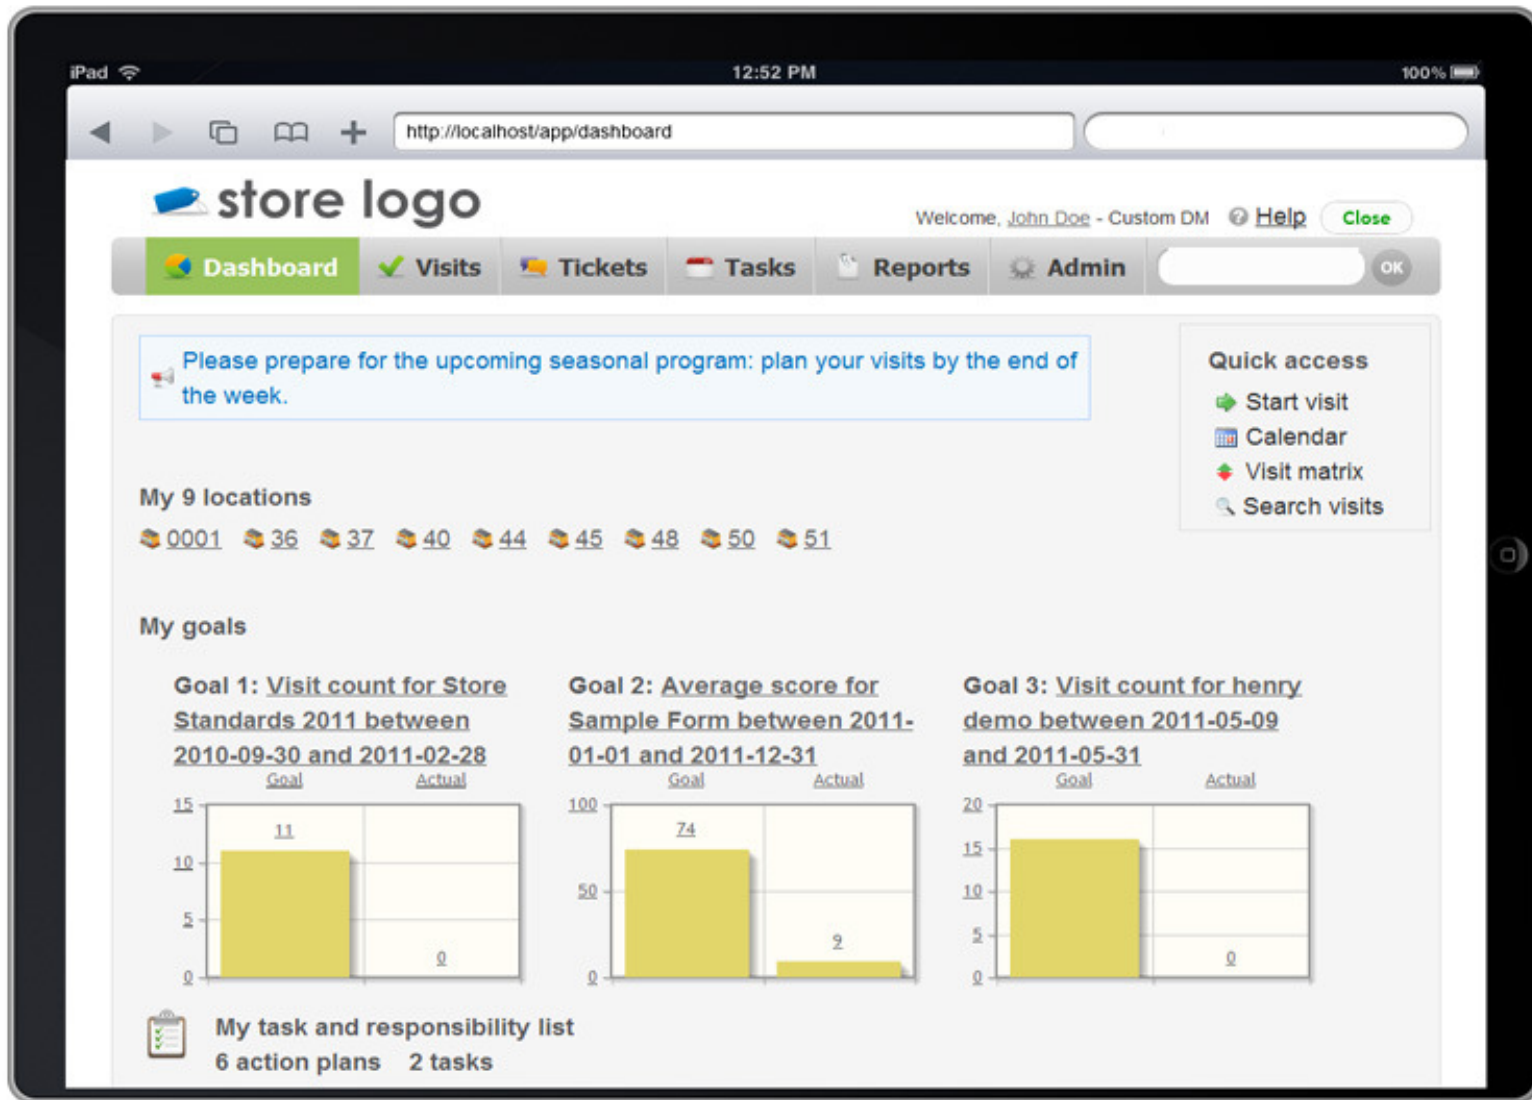 iPad 12:52 PM 100%
http://localhost/app/dashboard
store logo
Welcome, John Doe - Custom DM Help Close
Dashboard Visits Tickets Tasks Reports Admin OK
Please prepare for the upcoming seasonal program: plan your visits by the end of
the week.
Quick access
Start visit
Calendar
Visit matrix
Search visits
My 9 locations
0001 36 37 40 44 45 48 50 51
My goals
Goal 1: Visit count for Store
Standards 2011 between
2010-09-30 and 2011-02-28
Goal Actual
15
11
10
5
0
0
Goal 2: Average score for
Sample Form between 2011-
01-01 and 2011-12-31
Goal Actual
100
74
50
9
0
Goal 3: Visit count for henry
demo between 2011-05-09
and 2011-05-31
Goal Actual
20
15
10
5
0
0
My task and responsibility list
6 action plans 2 tasks